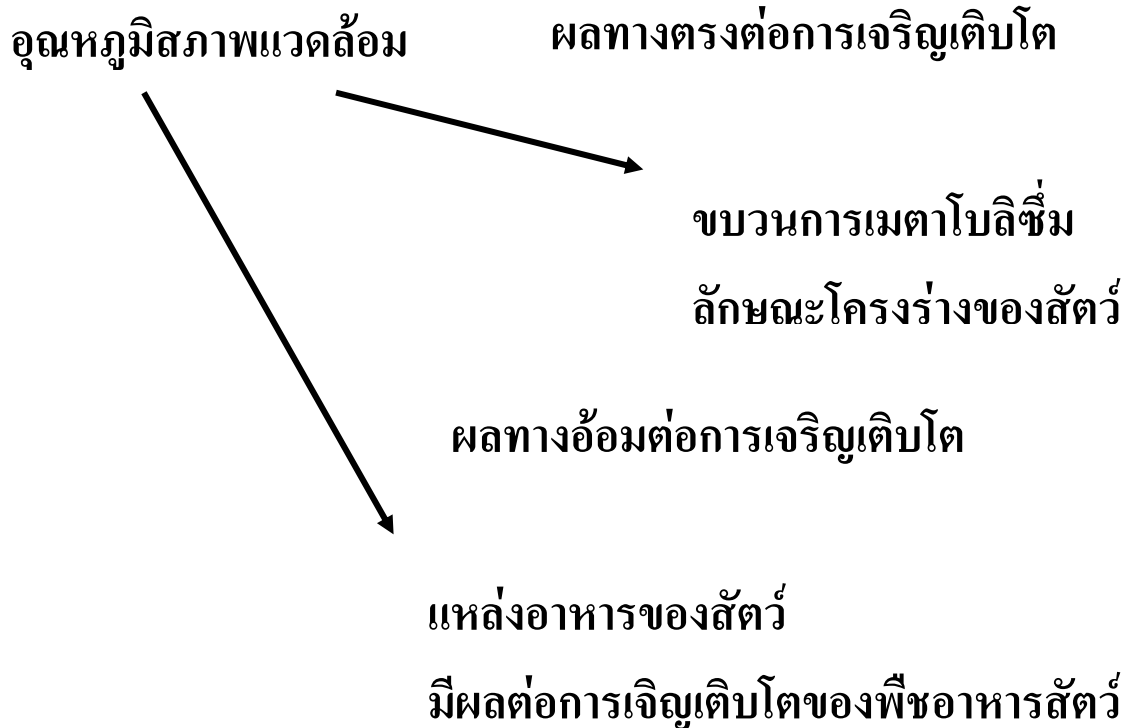 อุณหภูมิสภาพแวดล้อม
ผลทางตรงต่อการเจริญเติบโต
ขบวนการเมตาโบลิซึ่ม
ลักษณะโครงร่างของสัตว์
ผลทางอ้อมต่อการเจริญเติบโต
แหล่งอาหารของสัตว์
มีผลต่อการเจิญเติบโตของพืชอาหารสัตว์